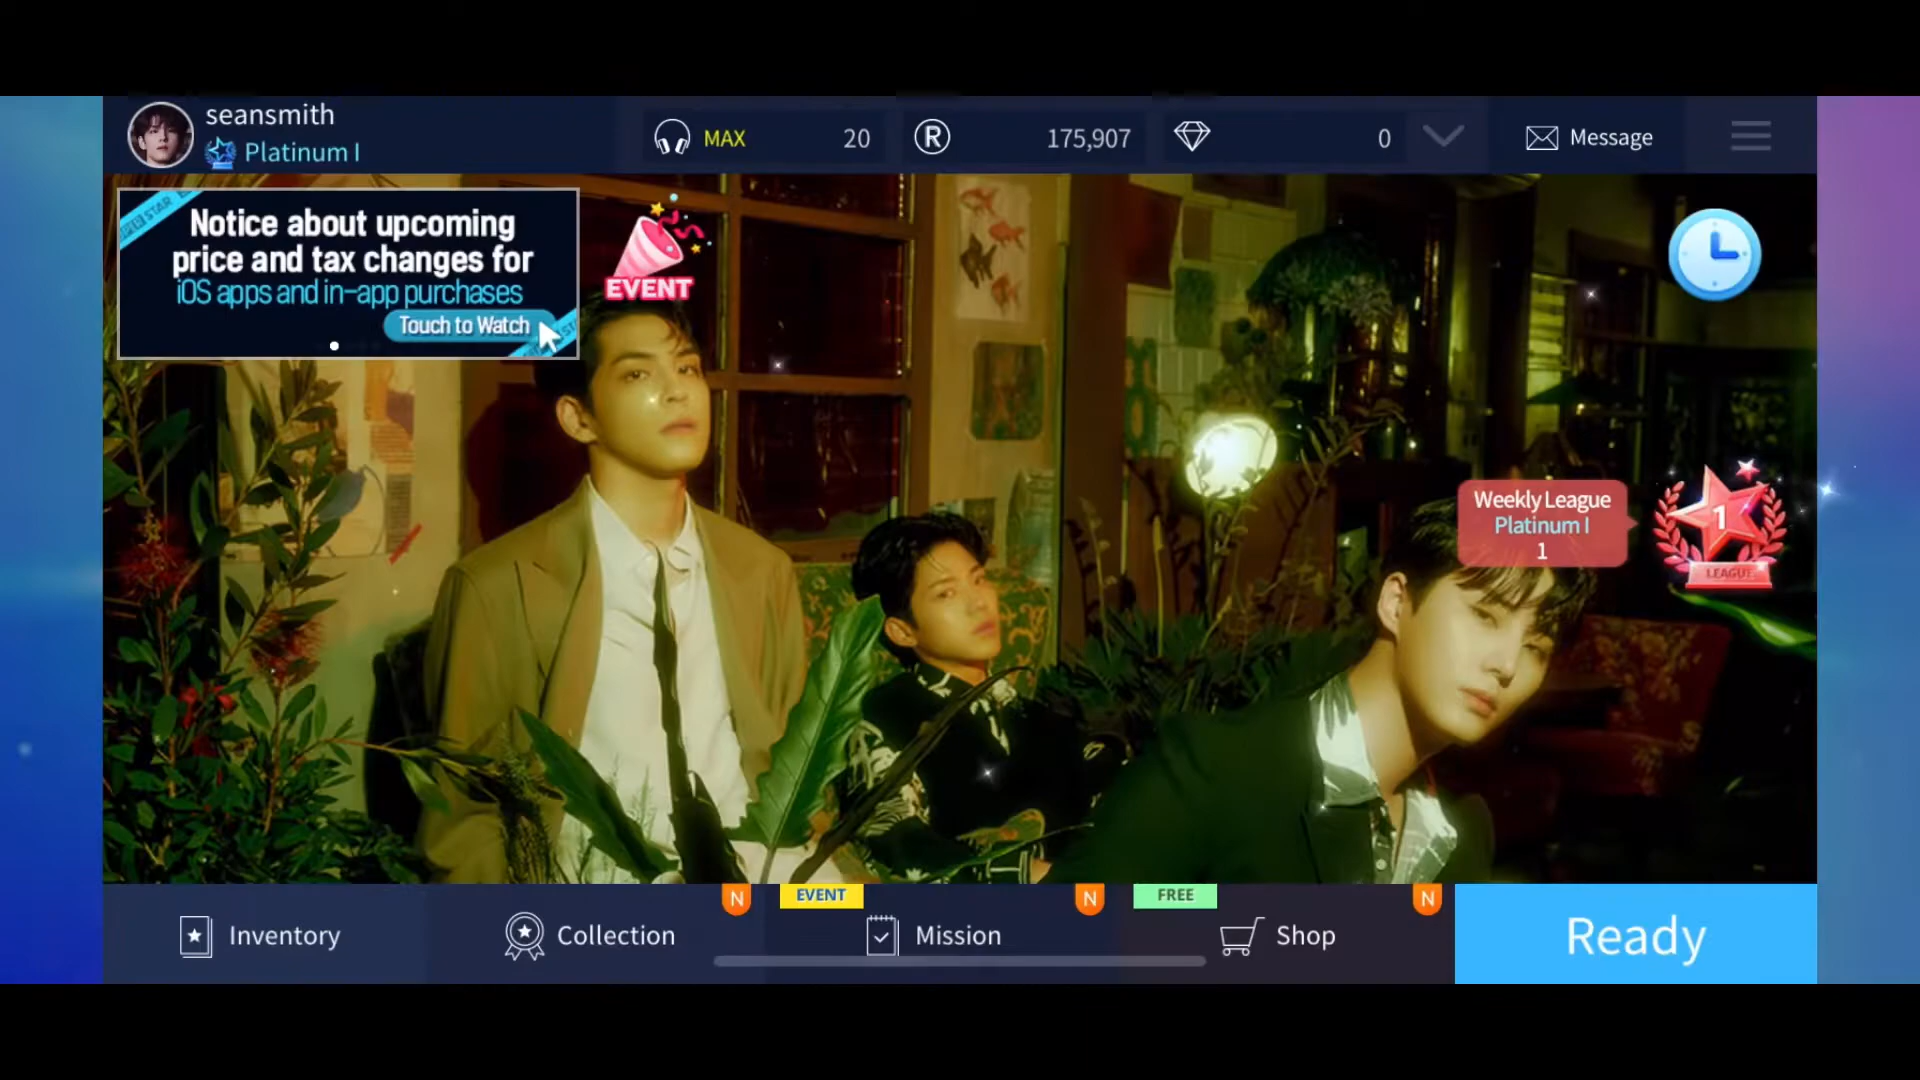 seansmith
Platinum I
MAX 20
R 175,907
0
Message
Notice about upcoming
price and tax changes for
iOS apps and in-app purchases
Touch to Watch
EVENT
Weekly League
Platinum I
1
1
LEAGUE
Inventory
N
Collection
EVENT
N
Mission
FREE
N
Shop
Ready